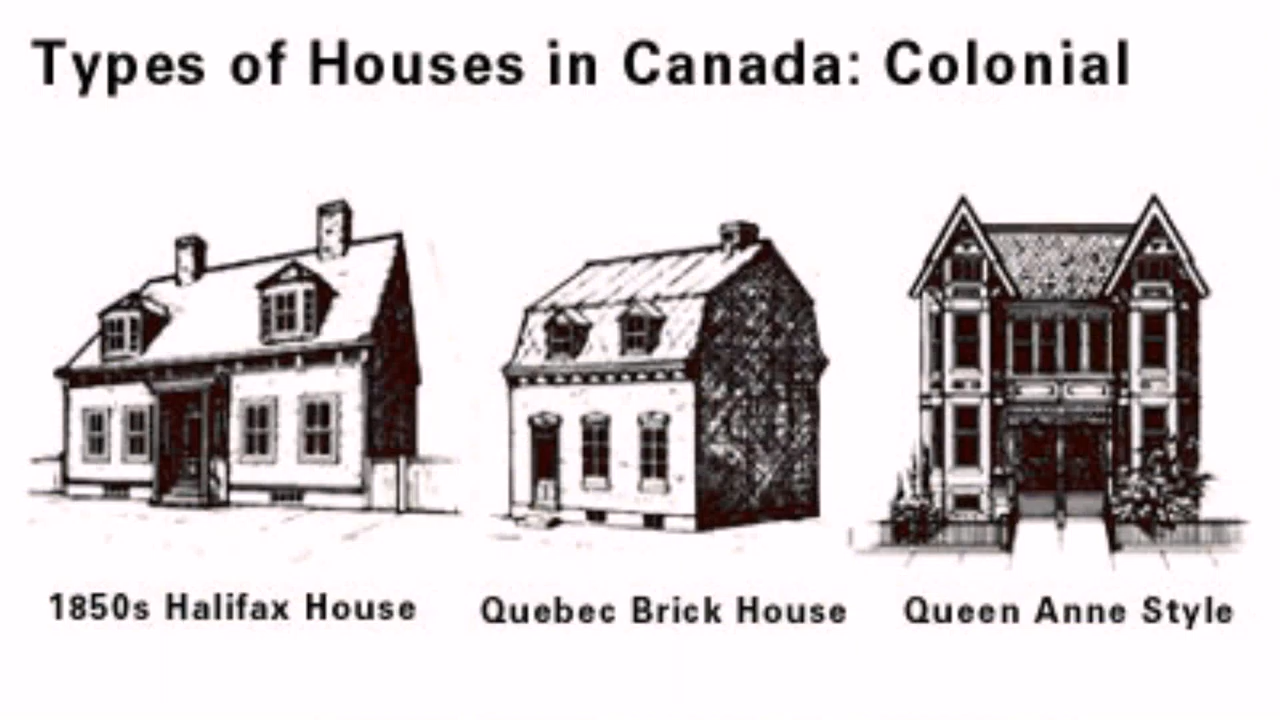 Types of Houses in Canada: Colonial
1850s Halifax House
Quebec Brick House
Queen Anne Style